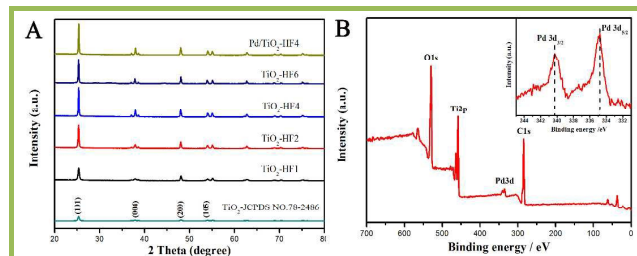 A
Intensity (a.u.)
Pd/TiO2-HF4
TiO2-HF6
TiO2-HF4
TiO2-HF2
TiO2-HF1
TiO2-JCPDS NO.78-2486
(101)
(004)
(200)
(105)
20 30 40 50 60 70 80
2 Theta (degree)
B
Intensity (a.u.)
O1s
Ti2p
Pd3d
C1s
700 600 500 400 300 200 100 0
Binding energy / eV
Intensity (a.u.)
Pd 3d3/2
Pd 3d5/2
344 342 340 338 336 334 332
Binding energy /eV